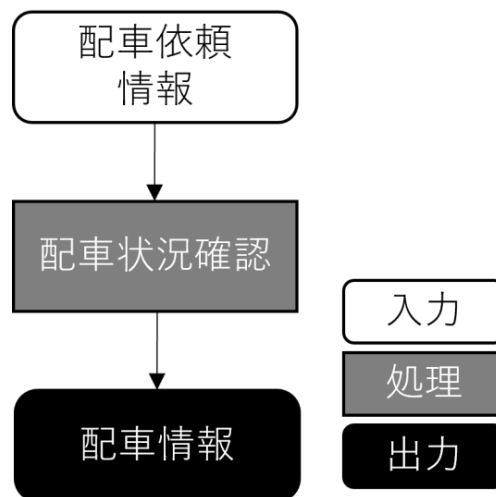 配車依頼
情報
配車状況確認
配車情報
入力
処理
出力